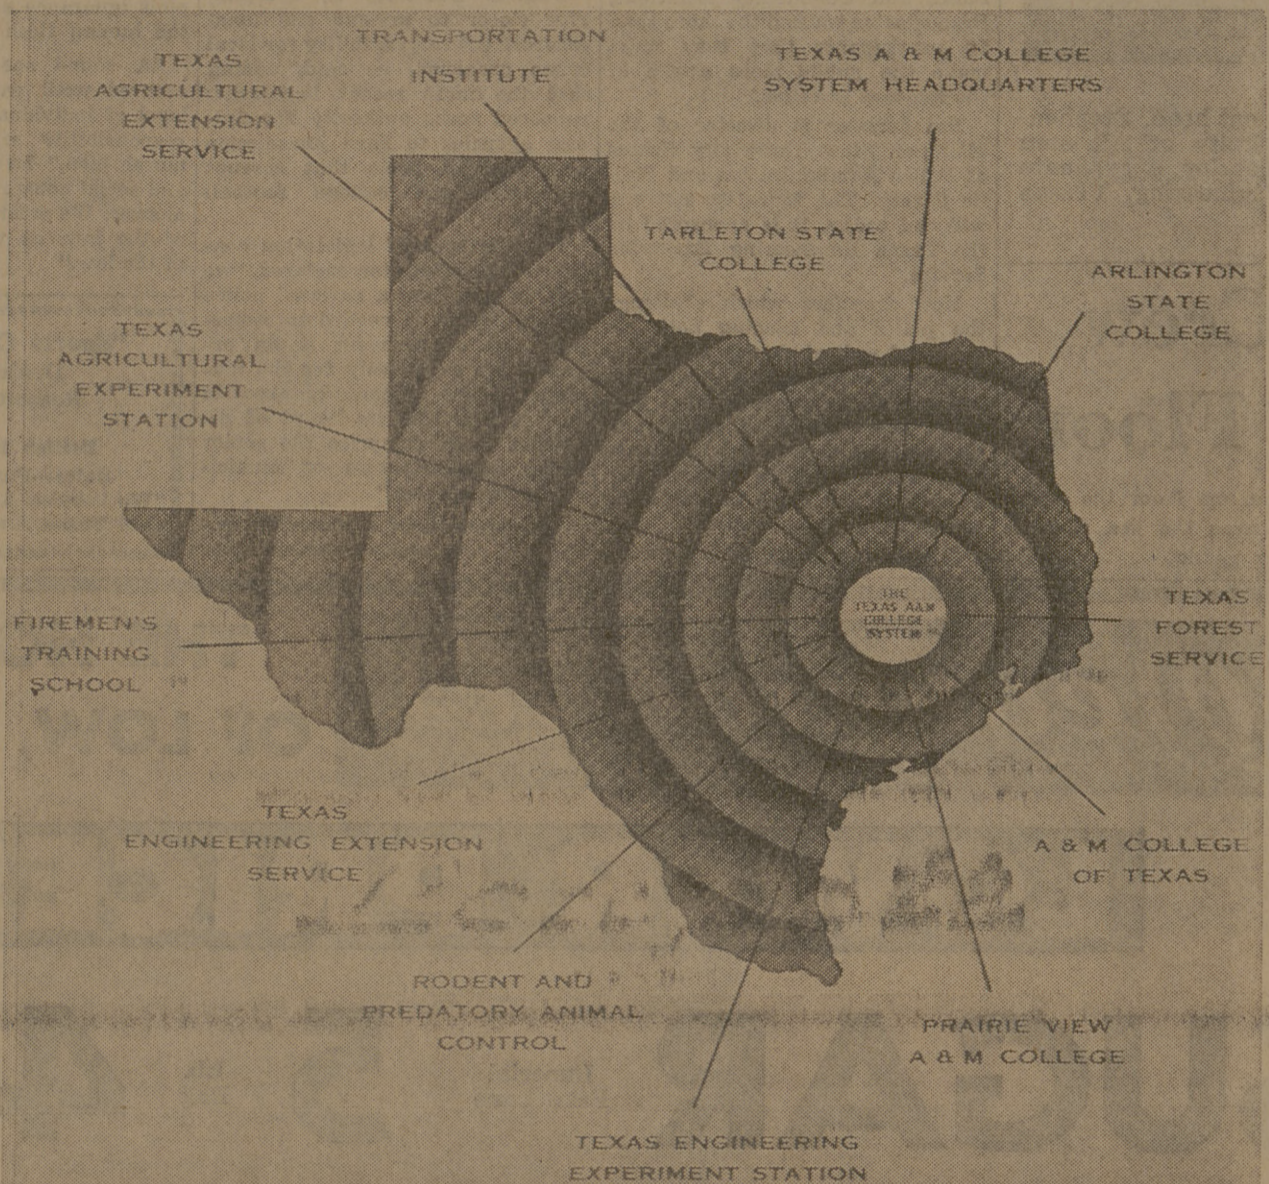 TRANSPORTATION
INSTITUTE
TEXAS
AGRICULTURAL
EXTENSION
SERVICE
TEXAS A & M COLLEGE
SYSTEM HEADQUARTERS
TARLETON STATE
COLLEGE
ARLINGTON
STATE
COLLEGE
TEXAS
AGRICULTURAL
EXPERIMENT
STATION
THE
TEXAS A&M
COLLEGE
SYSTEM
TEXAS
FOREST
SERVICE
FIREMEN'S
TRAINING
SCHOOL
TEXAS
ENGINEERING EXTENSION
SERVICE
A & M COLLEGE
OF TEXAS
RODENT AND
PREDATORY ANIMAL
CONTROL
PRAIRIE VIEW
A & M COLLEGE
TEXAS ENGINEERING
EXPERIMENT STATION